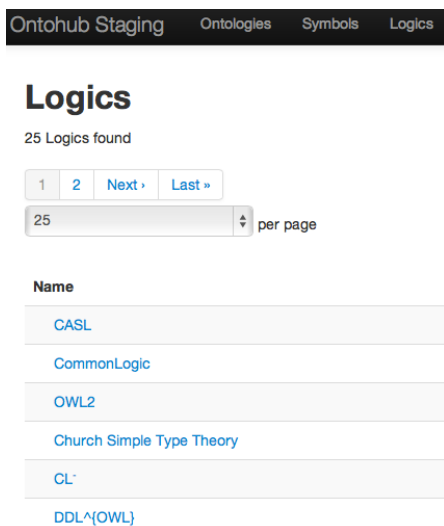 Ontohub Staging Ontologies Symbols Logics
Logics
25 Logics found
1 2 Next › Last »
25 per page
Name
CASL
CommonLogic
OWL2
Church Simple Type Theory
CL⁻
DDL^{OWL}